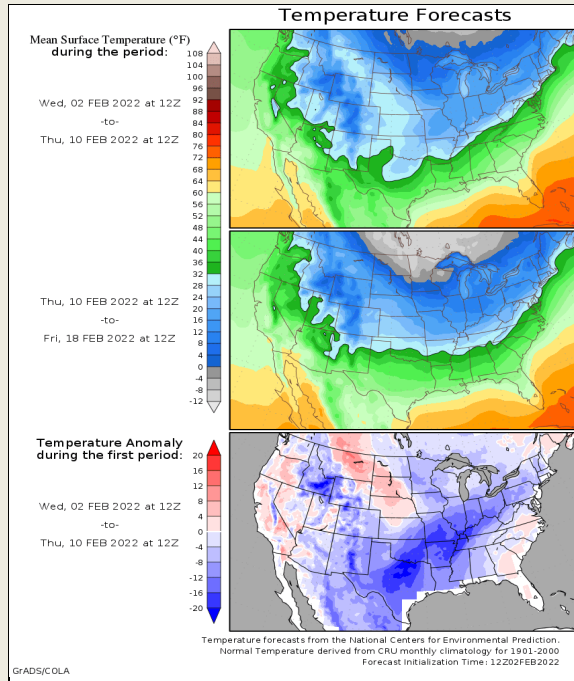 Temperature Forecasts
Mean Surface Temperature (°F)
during the period:
Wed, 02 FEB 2022 at 12Z
-to-
Thu, 10 FEB 2022 at 12Z
108
104
100
96
92
88
84
80
76
72
68
64
60
56
52
48
44
40
36
32
28
24
20
16
12
8
4
0
-4
-8
-12
Thu, 10 FEB 2022 at 12Z
-to-
Fri, 18 FEB 2022 at 12Z
Temperature Anomaly
during the first period:
Wed, 02 FEB 2022 at 12Z
-to-
Thu, 10 FEB 2022 at 12Z
20
16
12
8
4
0
-4
-8
-12
-16
-20
Temperature forecasts from the National Centers for Environmental Prediction.
Normal Temperature derived from CRU monthly climatology for 1901-2000
Forecast Initialization Time: 12Z02FEB2022
GrADS/COLA